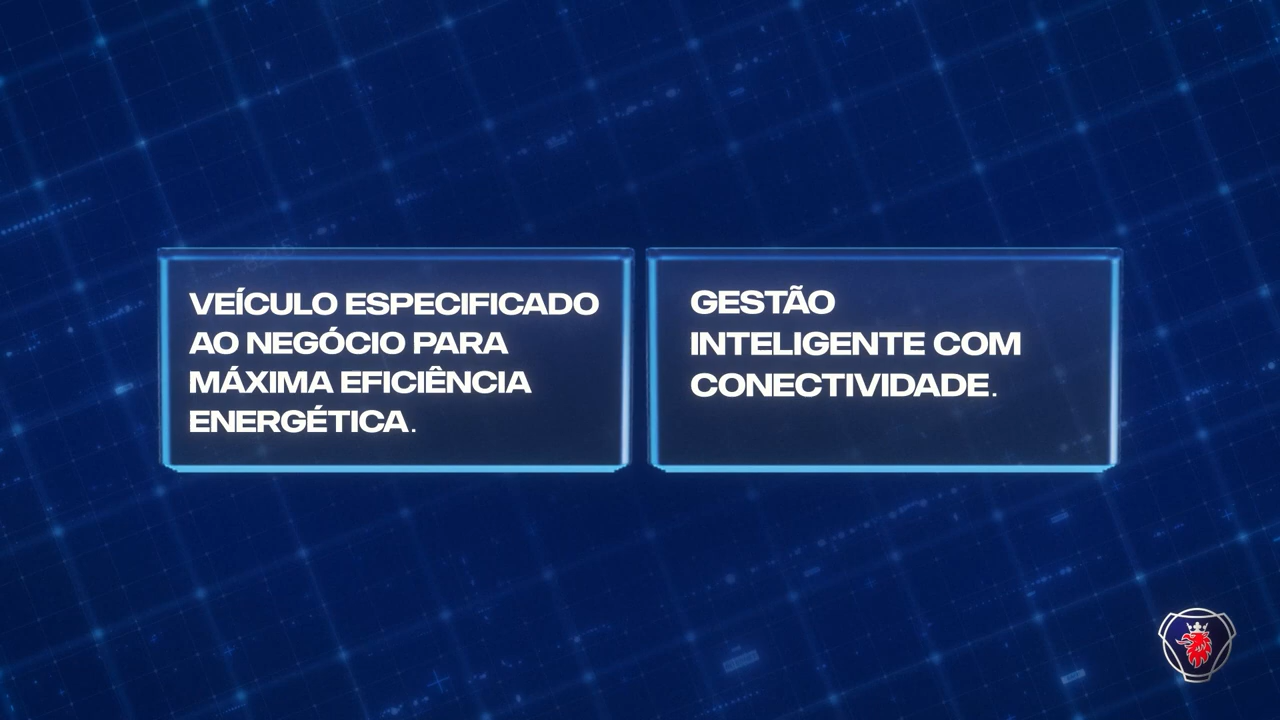 VEÍCULO ESPECIFICADO
AO NEGÓCIO PARA
MÁXIMA EFICIÊNCIA
ENERGÉTICA.
GESTÃO
INTELIGENTE COM
CONECTIVIDADE.